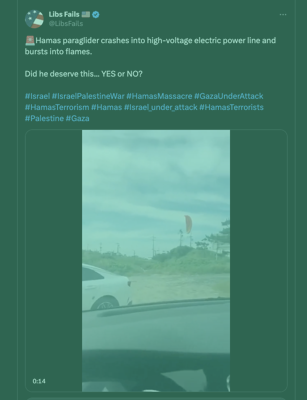 Libs Fails
@LibsFails
🚨Hamas paraglider crashes into high-voltage electric power line and
bursts into flames.
Did he deserve this... YES or NO?
#Israel #IsraelPalestineWar #HamasMassacre #GazaUnderAttack
#HamasTerrorism #Hamas #Israel_under_attack #HamasTerrorists
#Palestine #Gaza
0:14